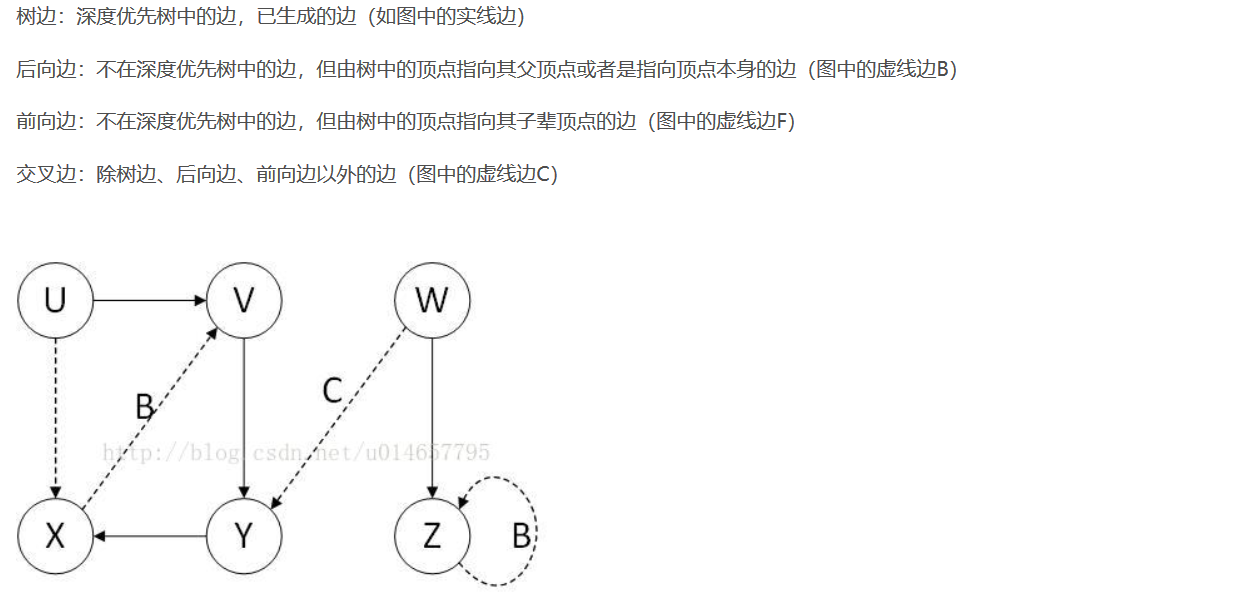 树边：深度优先树中的边，已生成的边（如图中的实线边）
后向边：不在深度优先树中的边，但由树中的顶点指向其父顶点或者是指向顶点本身的边（图中的虚线边B）
前向边：不在深度优先树中的边，但由树中的顶点指向其子辈顶点的边（图中的虚线边F）
交叉边：除树边、后向边、前向边以外的边（图中的虚线边C）
U V W
B C
http://blog.csdn.net/u014657795
X Y Z B